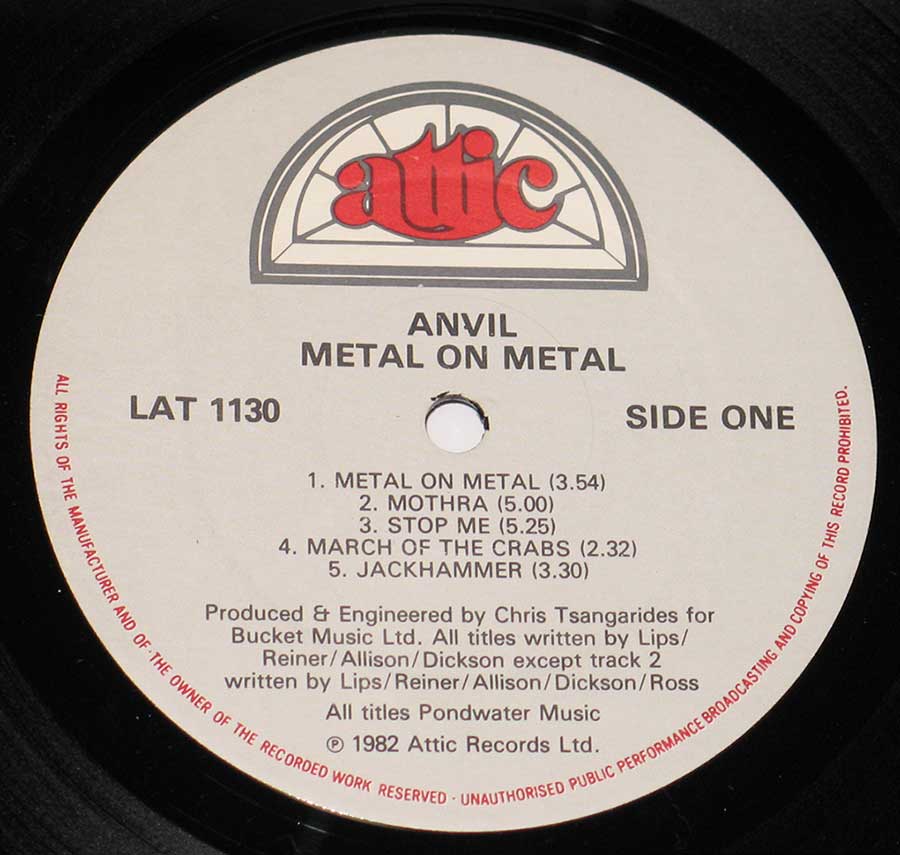 attic
ANVIL
METAL ON METAL
LAT 1130
SIDE ONE
1. METAL ON METAL (3.54)
2. MOTHRA (5.00)
3. STOP ME (5.25)
4. MARCH OF THE CRABS (2.32)
5. JACKHAMMER (3.30)
Produced & Engineered by Chris Tsangarides for
Bucket Music Ltd. All titles written by Lips/
Reiner/Allison/Dickson except track 2
written by Lips/Reiner/Allison/Dickson/Ross
All titles Pondwater Music
℗ 1982 Attic Records Ltd.
ALL RIGHTS OF THE MANUFACTURER AND OF THE OWNER OF THE RECORDED WORK RESERVED · UNAUTHORISED PUBLIC PERFORMANCE BROADCASTING AND COPYING OF THIS RECORD PROHIBITED.